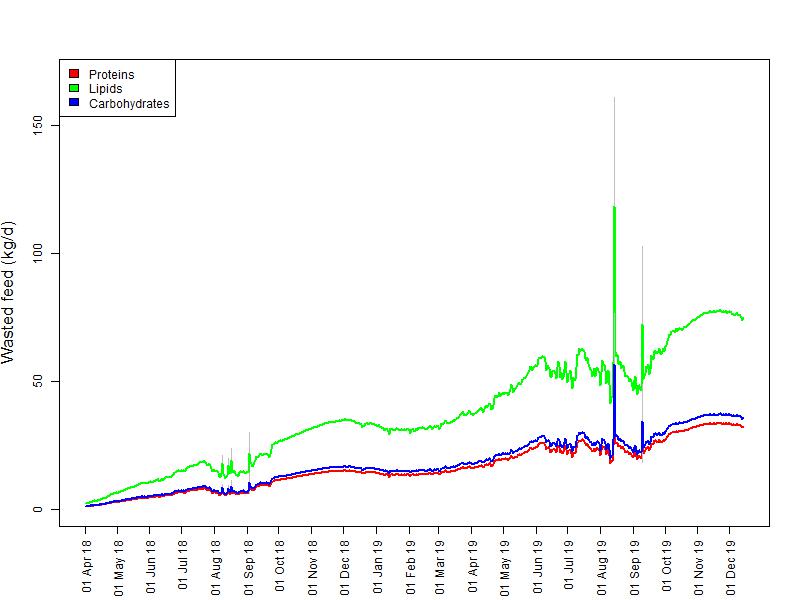 Proteins
Lipids
Carbohydrates
Wasted feed (kg/d)
150
100
50
0
01 Apr 18
01 May 18
01 Jun 18
01 Jul 18
01 Aug 18
01 Sep 18
01 Oct 18
01 Nov 18
01 Dec 18
01 Jan 19
01 Feb 19
01 Mar 19
01 Apr 19
01 May 19
01 Jun 19
01 Jul 19
01 Aug 19
01 Sep 19
01 Oct 19
01 Nov 19
01 Dec 19